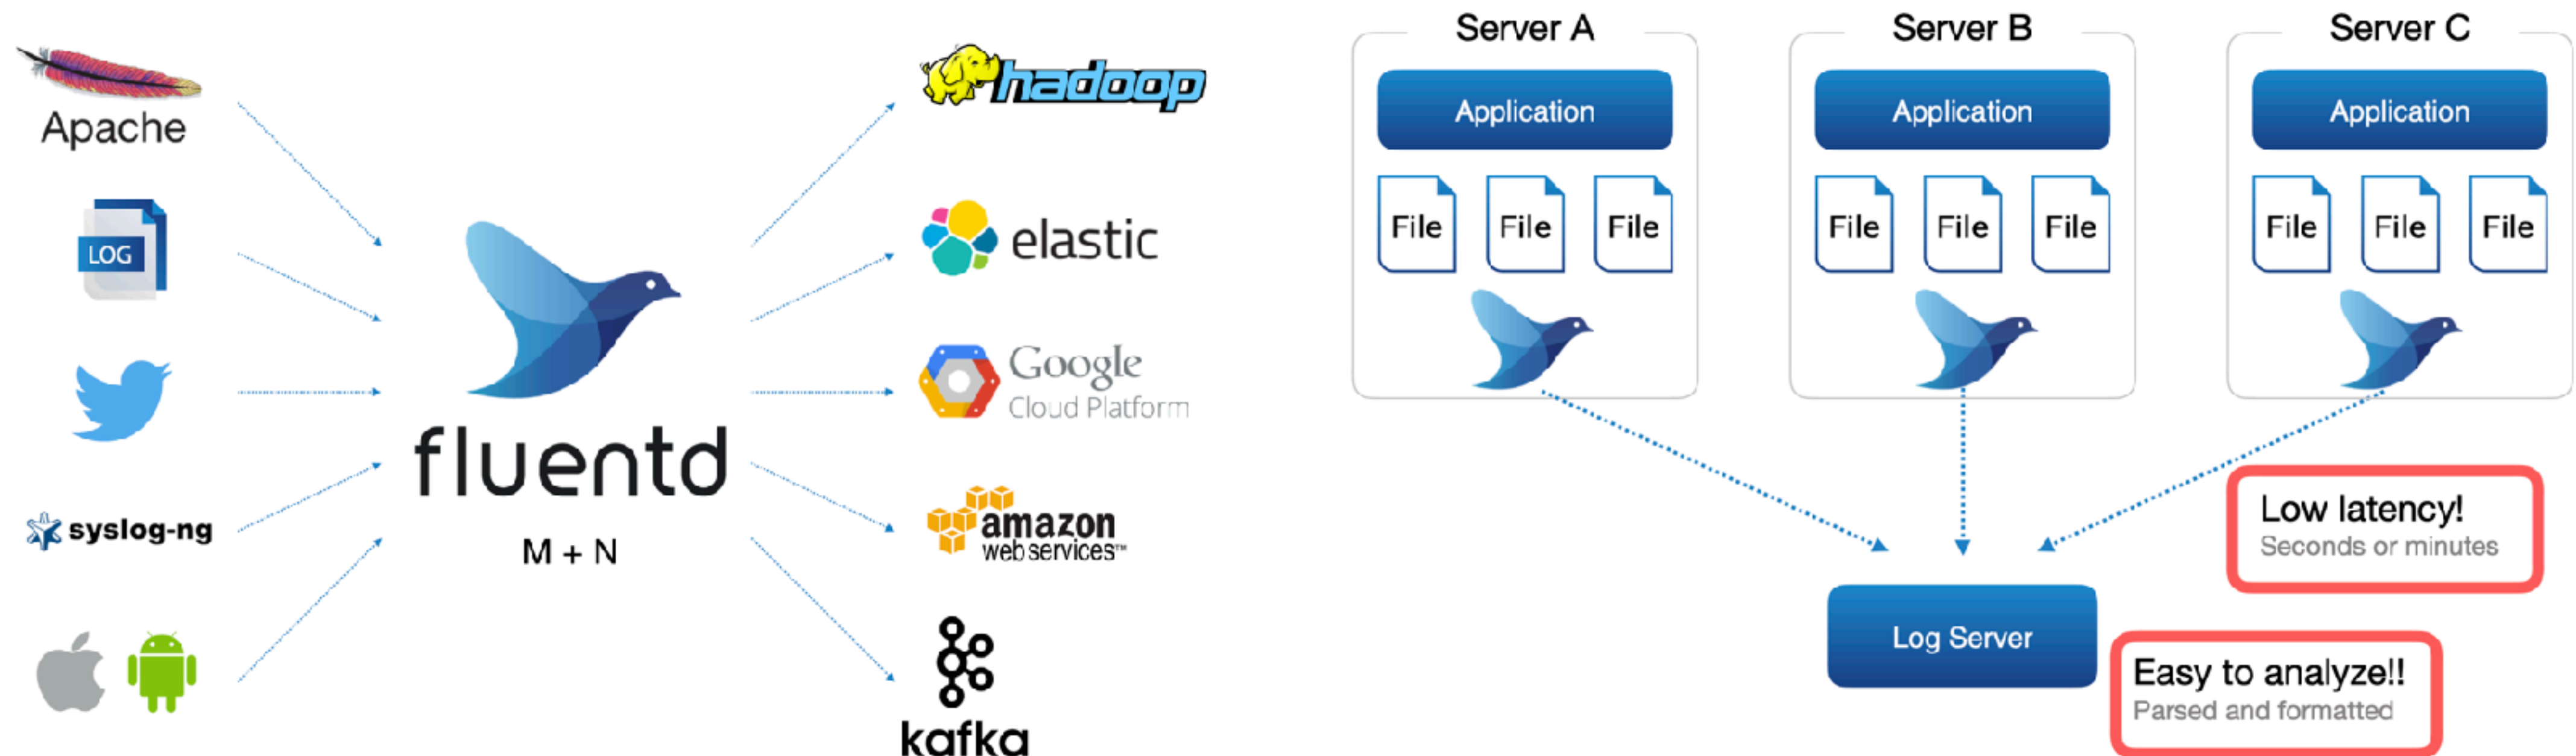 Apache
LOG
syslog-ng
fluentd
M + N
hadoop
elastic
Google
Cloud Platform
amazon
web services™
kafka
Server A
Application
File File File
Server B
Application
File File File
Server C
Application
File File File
Low latency!
Seconds or minutes
Log Server
Easy to analyze!!
Parsed and formatted